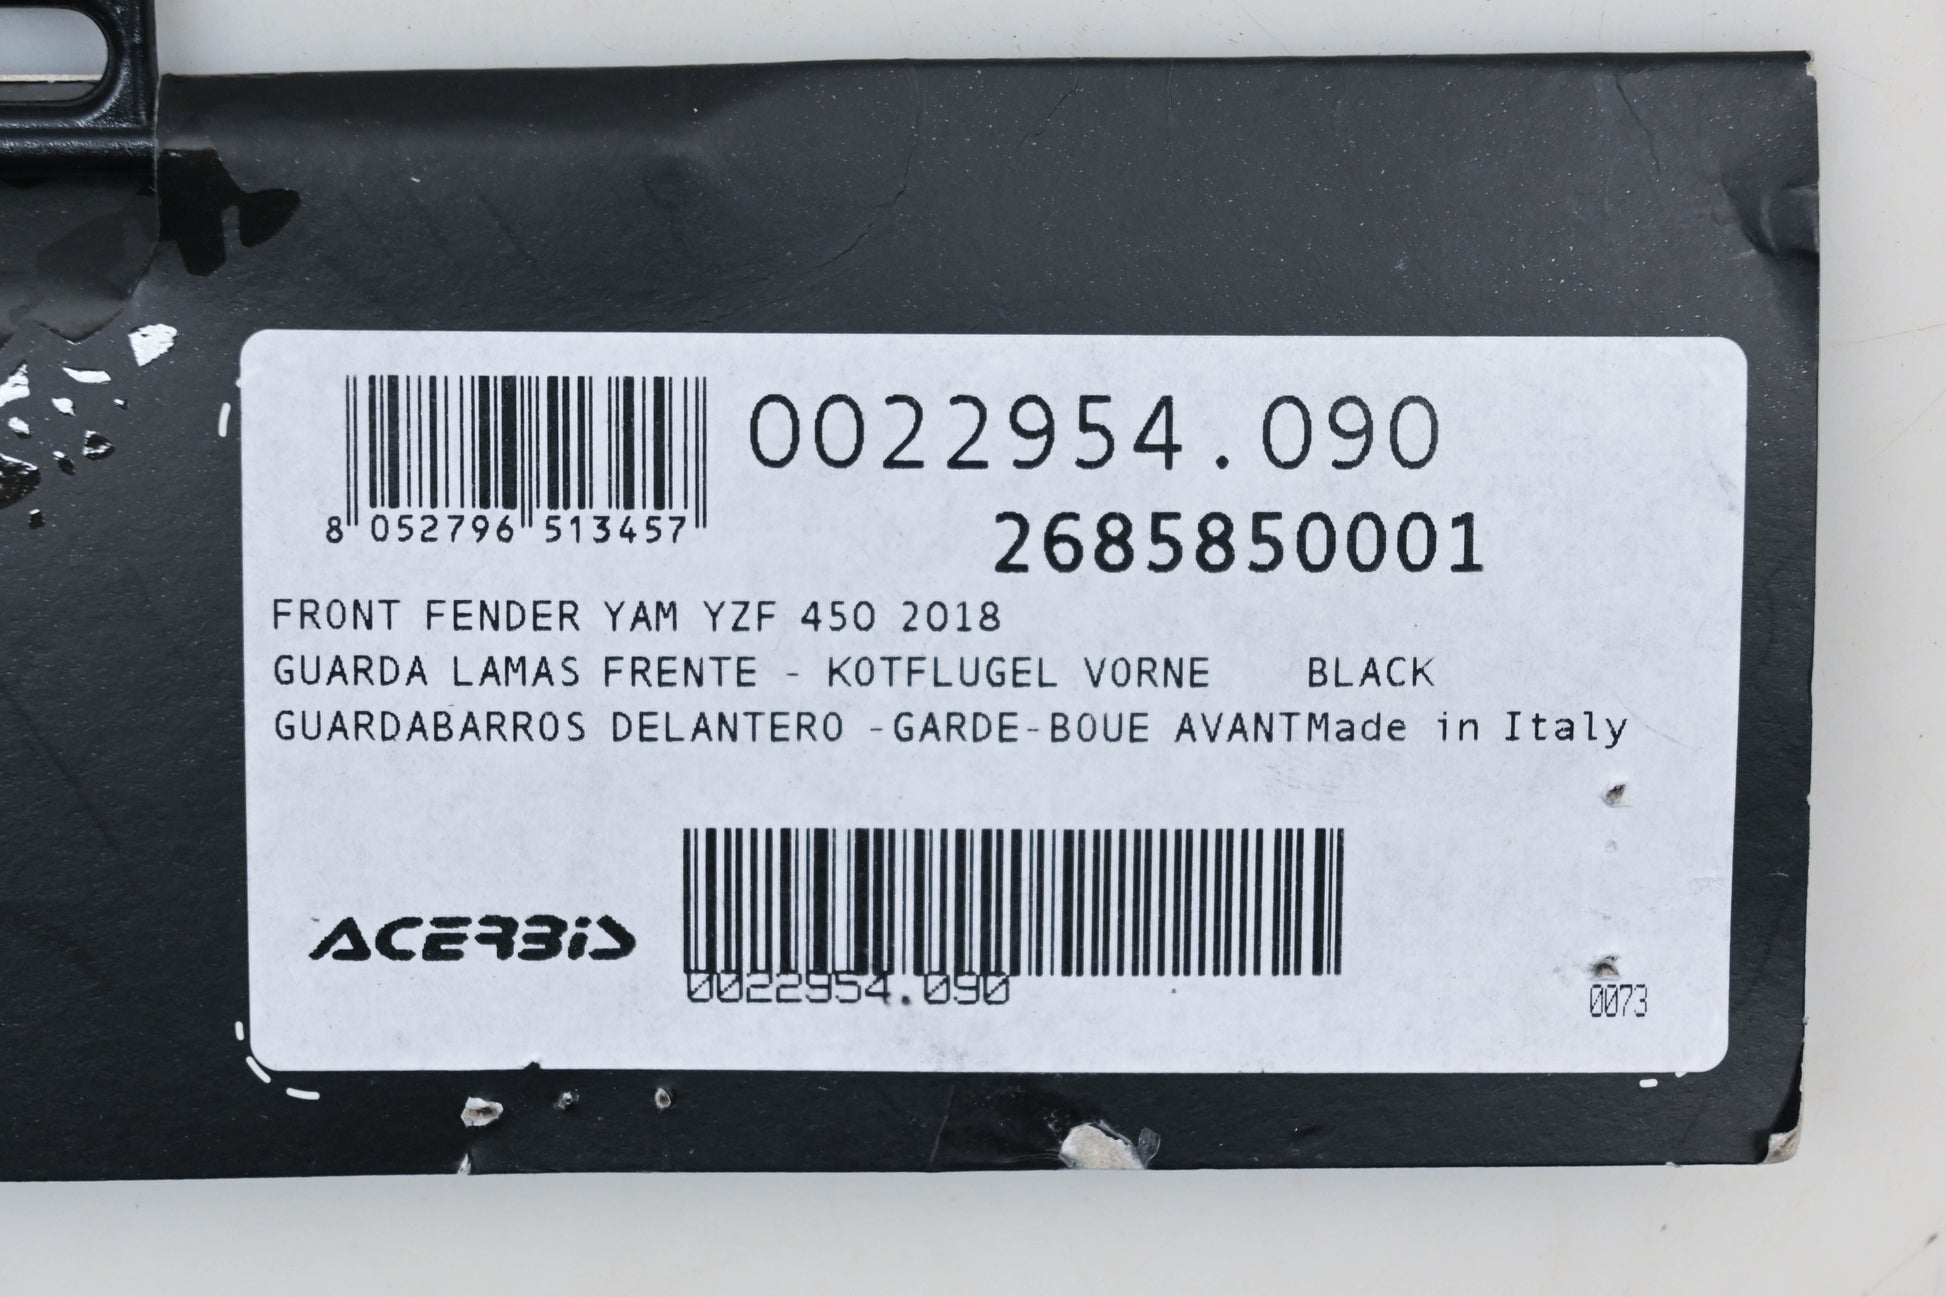 0022954.090
8 052796 513457
2685850001
FRONT FENDER YAM YZF 450 2018
GUARDA LAMAS FRENTE - KOTFLUGEL VORNE BLACK
GUARDABARROS DELANTERO -GARDE-BOUE AVANTMade in Italy
ACERBIS
0022954.090
0073